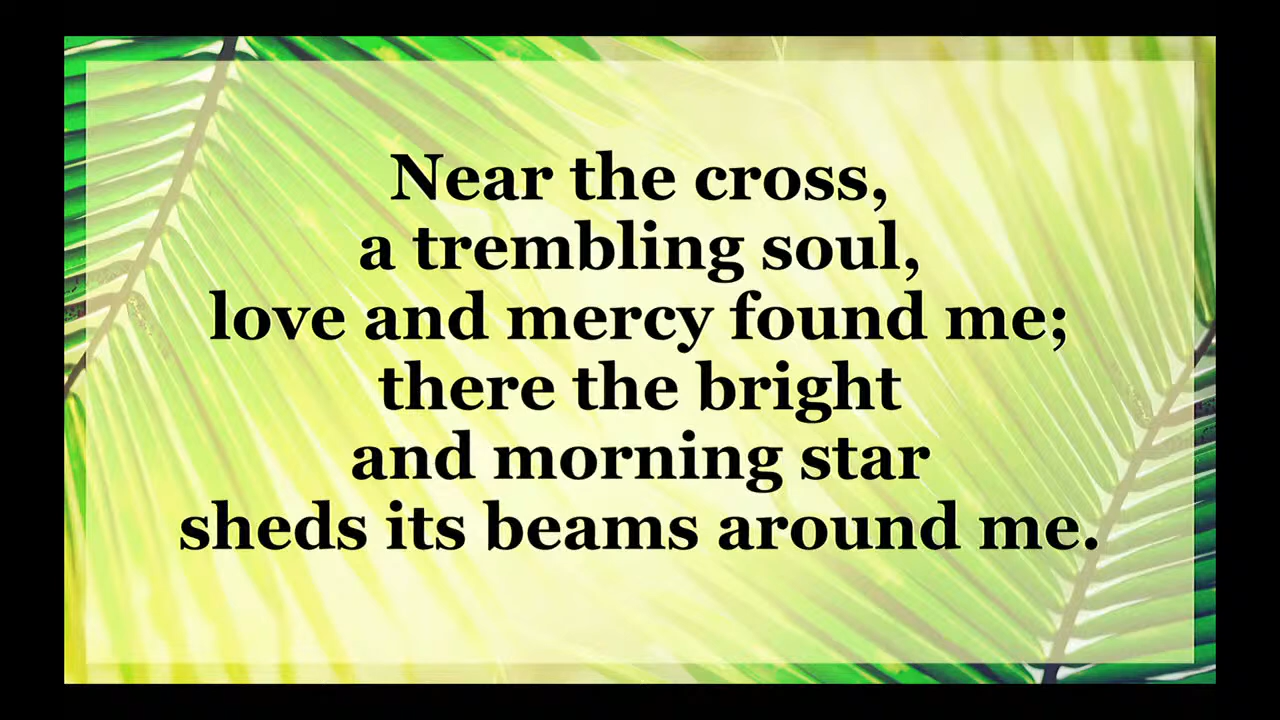 Near the cross,
a trembling soul,
love and mercy found me;
there the bright
and morning star
sheds its beams around me.